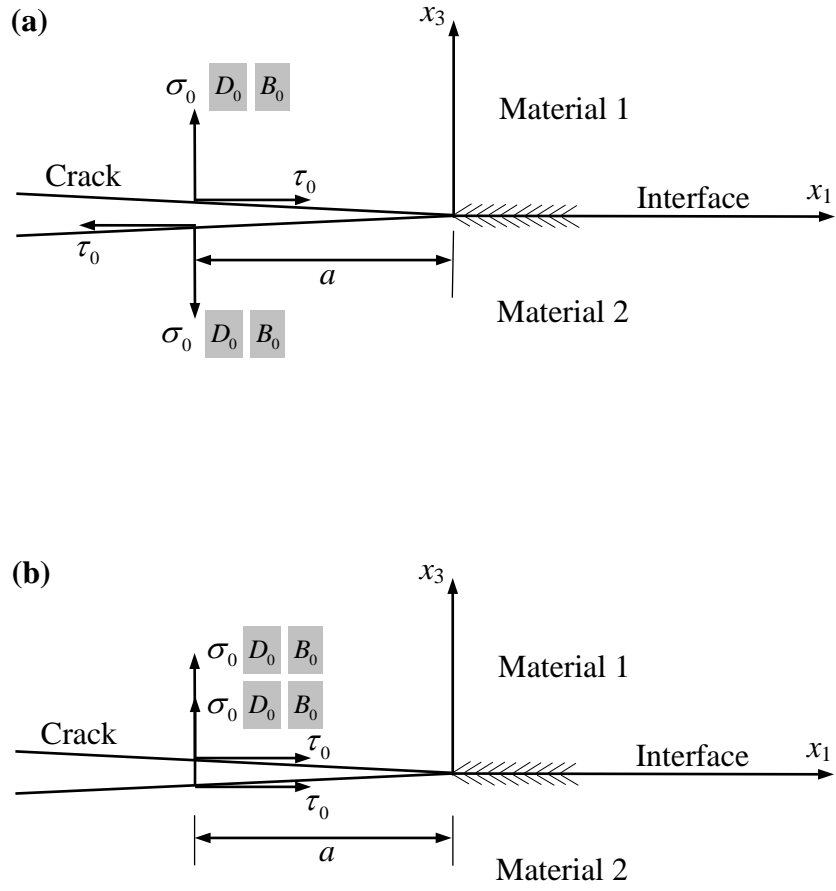 (a)
x₃
σ₀ D₀ B₀
Material 1
Crack
τ₀
Interface
x₁
τ₀
a
σ₀ D₀ B₀
Material 2
(b)
x₃
σ₀ D₀ B₀
Material 1
σ₀ D₀ B₀
Crack
τ₀
Interface
x₁
τ₀
a
Material 2